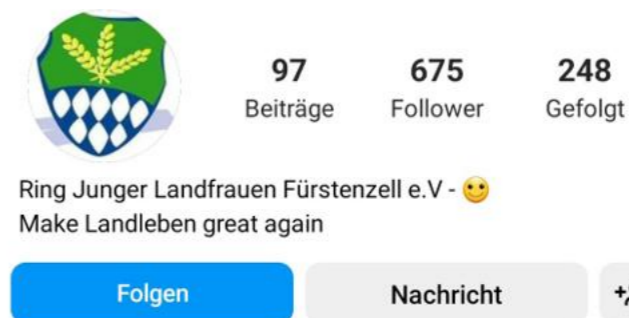 97 675 248
Beiträge Follower Gefolgt
Ring Junger Landfrauen Fürstenzell e.V - 🙂
Make Landleben great again
Folgen Nachricht